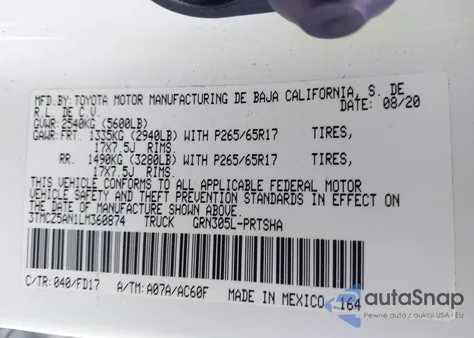 MFD.BY:TOYOTA MOTOR MANUFACTURING DE BAJA CALIFORNIA, S. DE
R.L. DE C.V. DATE: 08/20
GVWR:2540KG (5600LB)
GAWR:FRT. 1335KG (2940LB) WITH P265/65R17 TIRES,
17X7.5J RIMS.
RR. 1490KG (3280LB) WITH P265/65R17 TIRES,
17X7.5J RIMS.
THIS VEHICLE CONFORMS TO ALL APPLICABLE FEDERAL MOTOR
VEHICLE SAFETY AND THEFT PREVENTION STANDARDS IN EFFECT ON
THE DATE OF MANUFACTURE SHOWN ABOVE.
3TMCZ5AN1LM360874 TRUCK GRN305L-PRTSHA
C/TR:040/FD17 A/TM:A07A/AC60F MADE IN MEXICO 164
autoSnap
Pewne auta z aukcji USA i EU